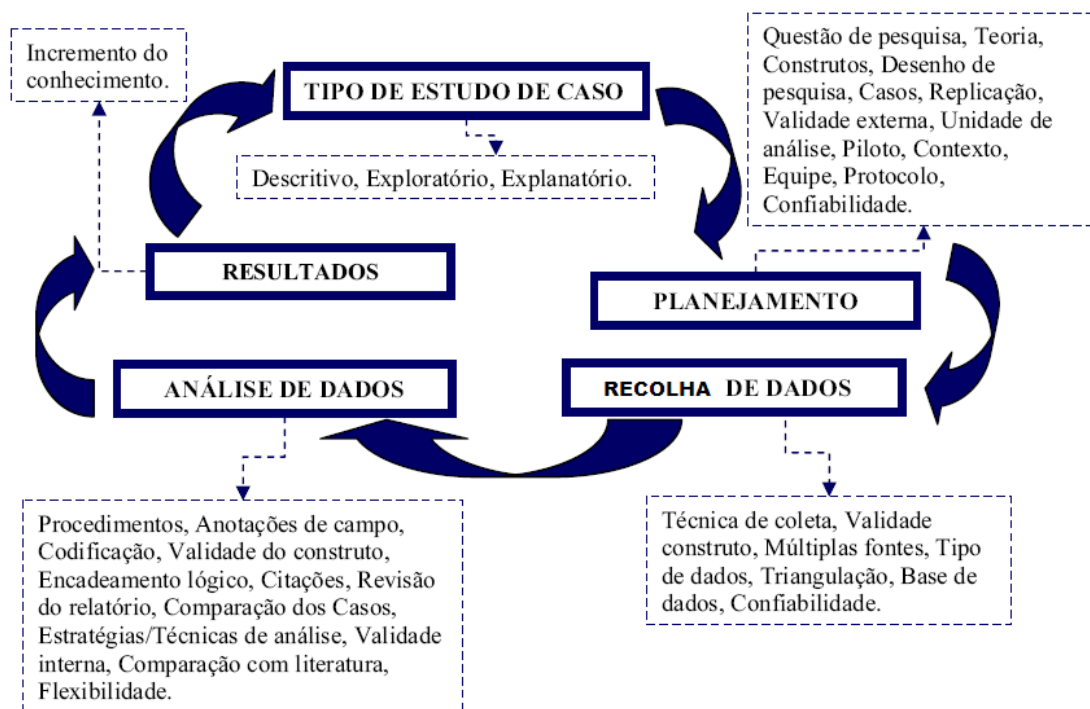 Incremento do
conhecimento.
TIPO DE ESTUDO DE CASO
Descritivo, Exploratório, Explanatório.
Questão de pesquisa, Teoria,
Construtos, Desenho de
pesquisa, Casos, Replicação,
Validade externa, Unidade de
análise, Piloto, Contexto,
Equipe, Protocolo,
Confiabilidade.
RESULTADOS
PLANEJAMENTO
ANÁLISE DE DADOS
RECOLHA DE DADOS
Procedimentos, Anotações de campo,
Codificação, Validade do construto,
Encadeamento lógico, Citações, Revisão
do relatório, Comparação dos Casos,
Estratégias/Técnicas de análise, Validade
interna, Comparação com literatura,
Flexibilidade.
Técnica de coleta, Validade
construto, Múltiplas fontes, Tipo
de dados, Triangulação, Base de
dados, Confiabilidade.